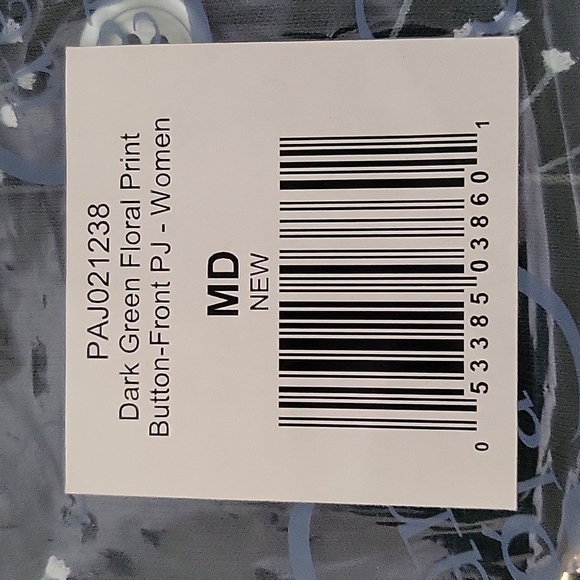 PAJ021238
Dark Green Floral Print
Button-Front PJ - Women
MD
NEW
0 53385 03860 1